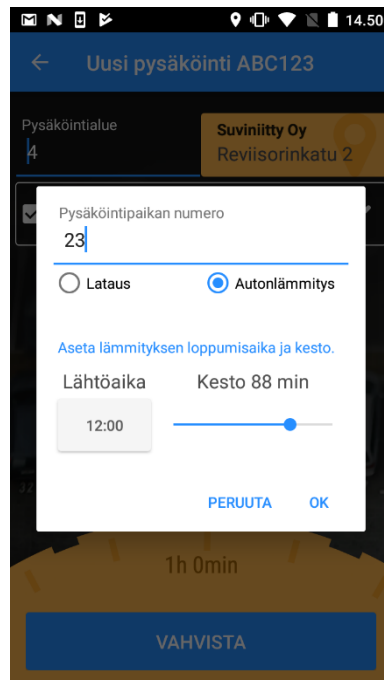 14.50
Uusi pysäköinti ABC123
Pysäköintialue
4
Suviniitty Oy
Reviisorinkatu 2
Pysäköintipaikan numero
23
Lataus
Autonlämmitys
Aseta lämmityksen loppumisaika ja kesto.
Lähtöaika
Kesto 88 min
12:00
PERUUTA
OK
1h 0min
VAHVISTA